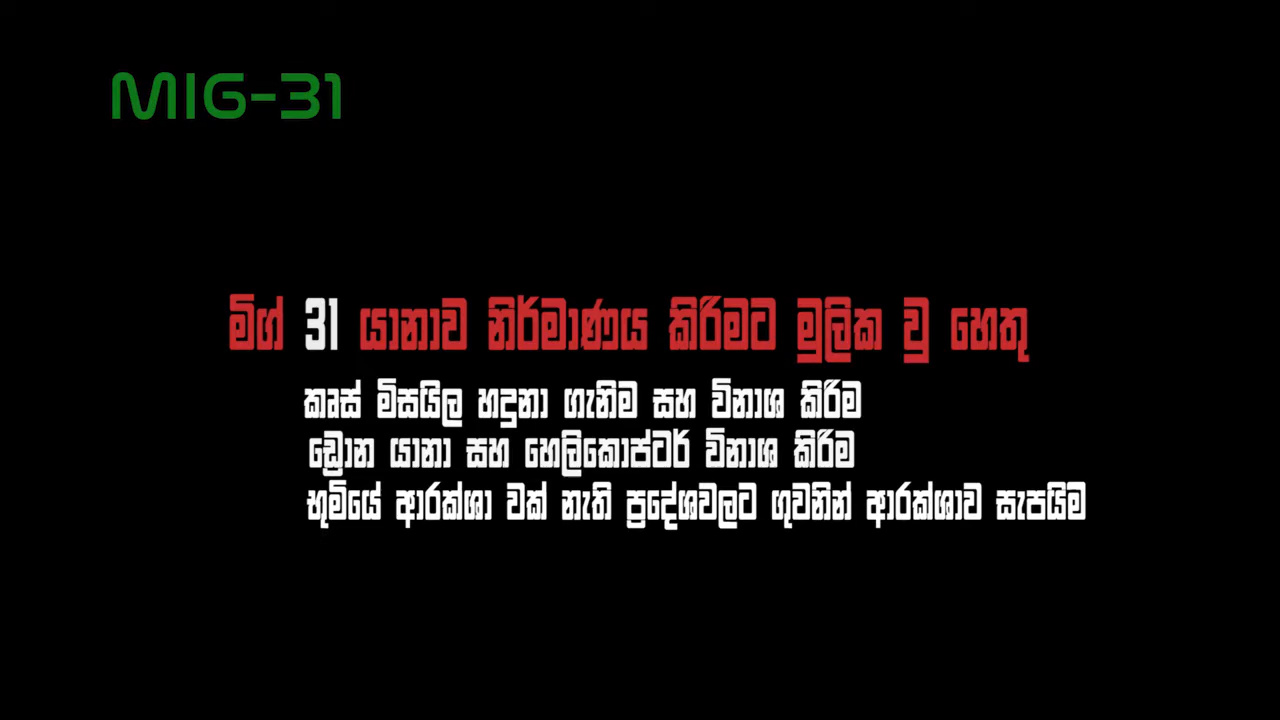 MIG-31
මිග් 31 යානාව නිර්මාණය කිරීමට මුලික වු හෙතු
කෘස් මිසයිල හදුනා ගැනිම සහ විනාශ කිරීම
ඩ්‍රොන යානා සහ හෙලිකොප්ටර් විනාශ කිරීම
භුමියේ ආරක්ශා වක් නැති ප්‍රදේශවලට ගුවනින් ආරක්ශාව සැපයිම